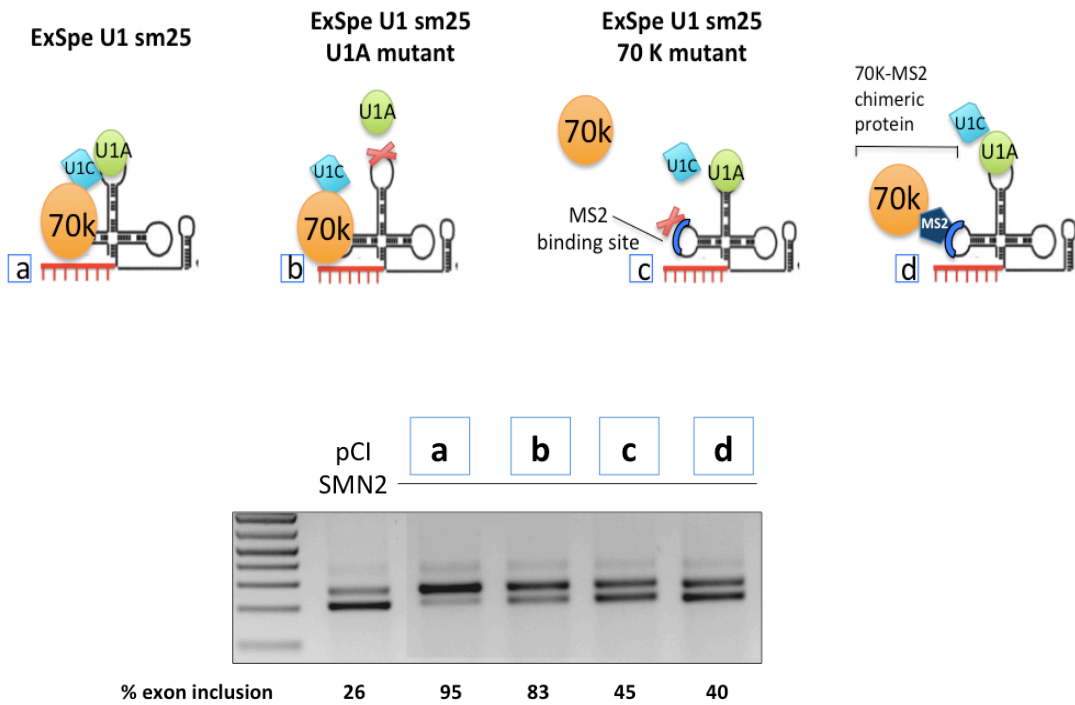 ExSpe U1 sm25
ExSpe U1 sm25
U1A mutant
ExSpe U1 sm25
70 K mutant
U1A
U1C
70k
a
U1A
U1C
70k
b
70k
U1C
U1A
MS2
binding site
c
70K-MS2
chimeric
protein
U1C
U1A
70k
MS2
d
pCI
SMN2
a
b
c
d
% exon inclusion 26 95 83 45 40